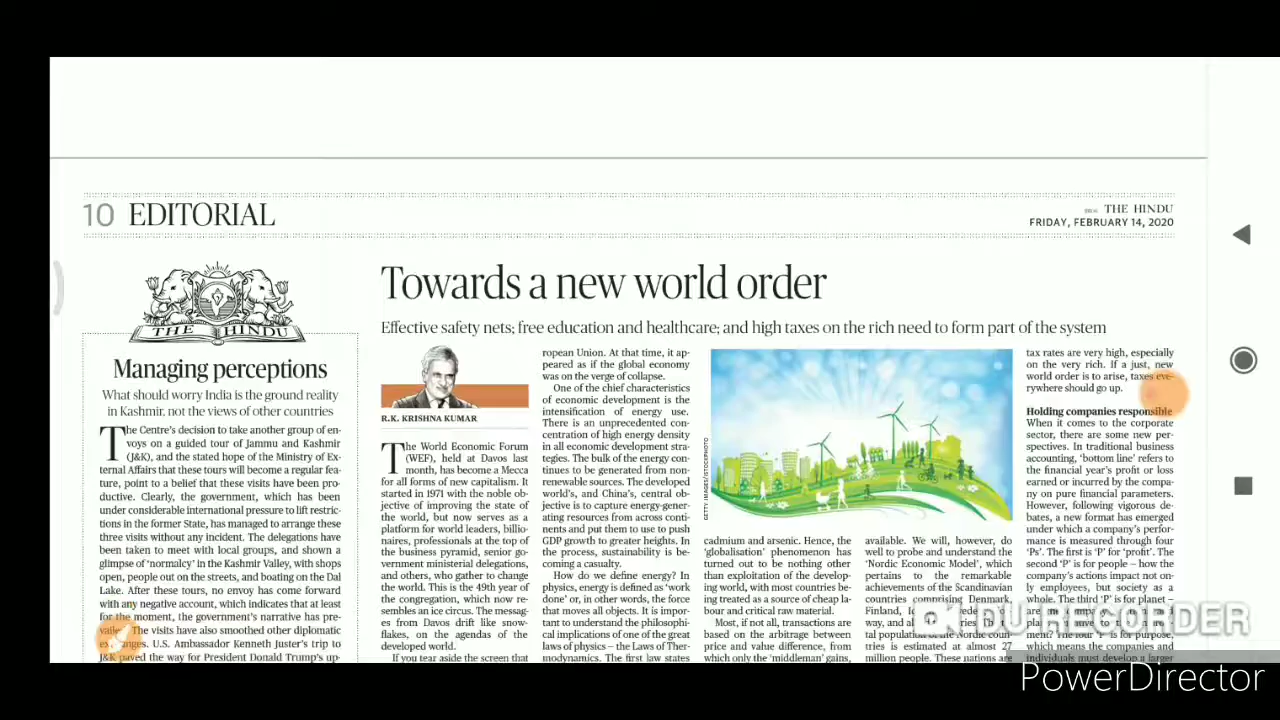 10 EDITORIAL
THE HINDU
FRIDAY, FEBRUARY 14, 2020
THE HINDU
Managing perceptions
What should worry India is the ground reality
in Kashmir, not the views of other countries
The Centre's decision to take another group of en-
voys on a guided tour of Jammu and Kashmir
(J&K), and the stated hope of the Ministry of Ex-
ternal Affairs that these tours will become a regular fea-
ture, point to a belief that these visits have been pro-
ductive. Clearly, the government, which has been
under considerable international pressure to lift restric-
tions in the former State, has managed to arrange these
three visits without any incident. The delegations have
been taken to meet with local groups, and shown a
glimpse of 'normalcy' in the Kashmir Valley, with shops
open, people out on the streets, and boating on the Dal
Lake. After these tours, no envoy has come forward
with any negative account, which indicates that at least
for the moment, the government's narrative has pre-
The visits have also smoothed other diplomatic
U.S. Ambassador Kenneth Juster's trip to
J&K paved the way for President Donald Trump's up-
Towards a new world order
Effective safety nets; free education and healthcare; and high taxes on the rich need to form part of the system
R.K. KRISHNA KUMAR
The World Economic Forum
(WEF), held at Davos last
month, has become a Mecca
for all forms of new capitalism. It
started in 1971 with the noble ob-
jective of improving the state of
the world, but now serves as a
platform for world leaders, billio-
naires, professionals at the top of
the business pyramid, senior go-
vernment ministerial delegations,
and others, who gather to change
the world. This is the 49th year of
the congregation, which now re-
sembles an ice circus. The messag-
es from Davos drift like snow-
flakes, on the agendas of the
developed world.
If you tear aside the screen that
ropean Union. At that time, it ap-
peared as if the global economy
was on the verge of collapse.
One of the chief characteristics
of economic development is the
intensification of energy use.
There is an unprecedented con-
centration of high energy density
in all economic development stra-
tegies. The bulk of the energy con-
tinues to be generated from non-
renewable sources. The developed
world's, and China's, central ob-
jective is to capture energy-gener-
ating resources from across conti-
nents and put them to use to push
GDP growth to greater heights. In
the process, sustainability is be-
coming a casualty.
How do we define energy? In
physics, energy is defined as 'work
done' or, in other words, the force
that moves all objects. It is impor-
tant to understand the philosophi-
cal implications of one of the great
laws of physics – the Laws of Ther-
modynamics. The first law states
GETTY IMAGES/ISTOCKPHOTO
cadmium and arsenic. Hence, the
'globalisation' phenomenon has
turned out to be nothing other
than exploitation of the develop-
ing world, with most countries be-
ing treated as a source of cheap la-
bour and critical raw material.
Most, if not all, transactions are
based on the arbitrage between
price and value difference, from
which only the 'middleman' gains,
available. We will, however, do
well to probe and understand the
'Nordic Economic Model', which
pertains to the remarkable
achievements of the Scandinavian
countries comprising Denmark,
Finland,
way, and
tal population of the Nordic coun-
tries is estimated at almost 27
million people. These nations are
tax rates are very high, especially
on the very rich. If a just, new
world order is to arise, taxes eve-
rywhere should go up.
Holding companies responsible
When it comes to the corporate
sector, there are some new per-
spectives. In traditional business
accounting, 'bottom line' refers to
the financial year's profit or loss
earned or incurred by the compa-
ny on pure financial parameters.
However, following vigorous de-
bates, a new format has emerged
under which a company's perfor-
mance is measured through four
'Ps'. The first is 'P' for 'profit'. The
second 'P' is for people – how the
company's actions impact not on-
ly employees, but society as a
whole. The third 'P' is for planet –
which means the companies and
individuals must develop a larger
DU RECORDER
PowerDirector